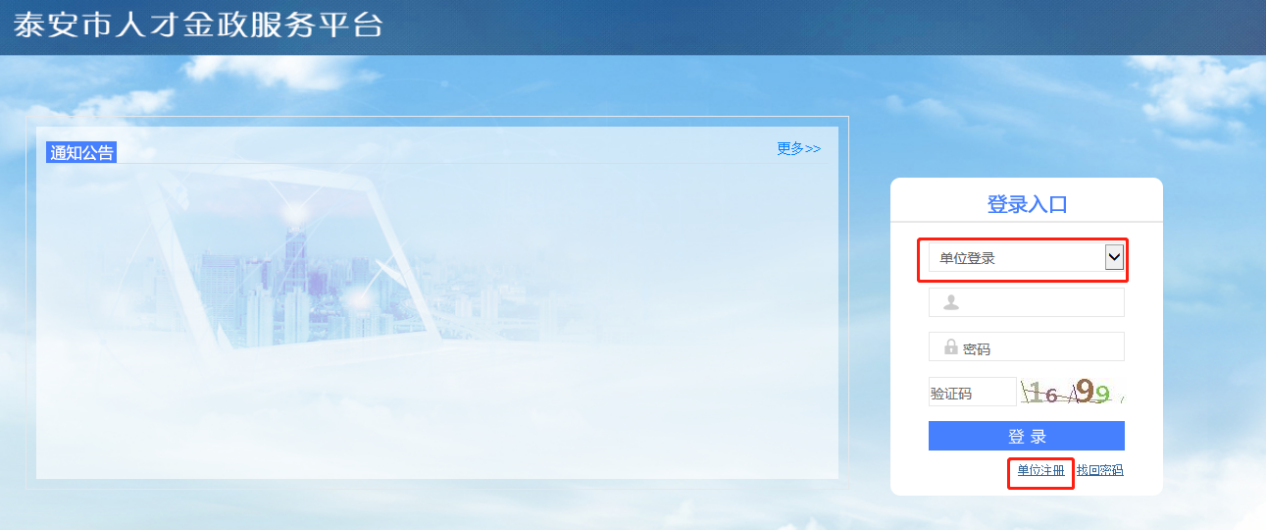 泰安市人才金政服务平台
通知公告
更多>>
登录入口
单位登录
密码
验证码
1699
登 录
单位注册 找回密码